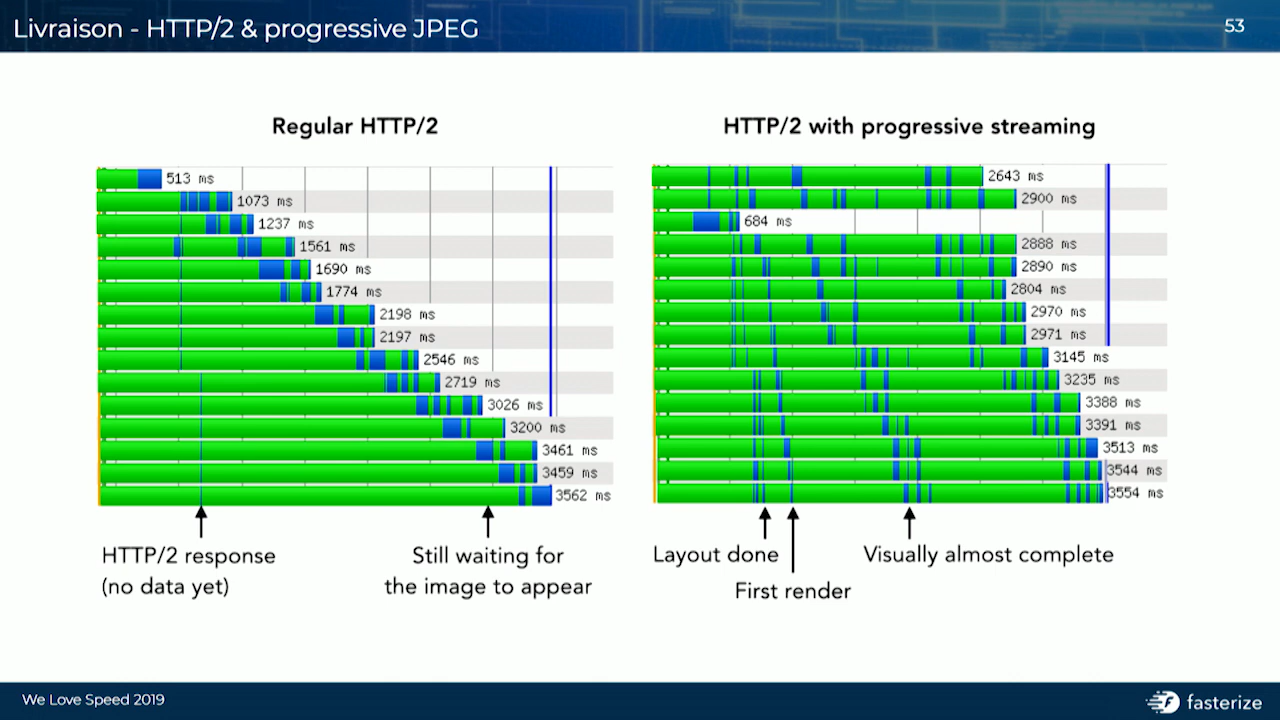 Livraison - HTTP/2 & progressive JPEG
53
Regular HTTP/2
513 ms
1073 ms
1237 ms
1561 ms
1690 ms
1774 ms
2198 ms
2197 ms
2546 ms
2719 ms
3026 ms
3200 ms
3461 ms
3459 ms
3562 ms
HTTP/2 response
(no data yet)
Still waiting for
the image to appear
HTTP/2 with progressive streaming
2643 ms
2900 ms
684 ms
2888 ms
2890 ms
2804 ms
2970 ms
2971 ms
3145 ms
3235 ms
3388 ms
3391 ms
3513 ms
3544 ms
3554 ms
Layout done
First render
Visually almost complete
We Love Speed 2019
fasterize